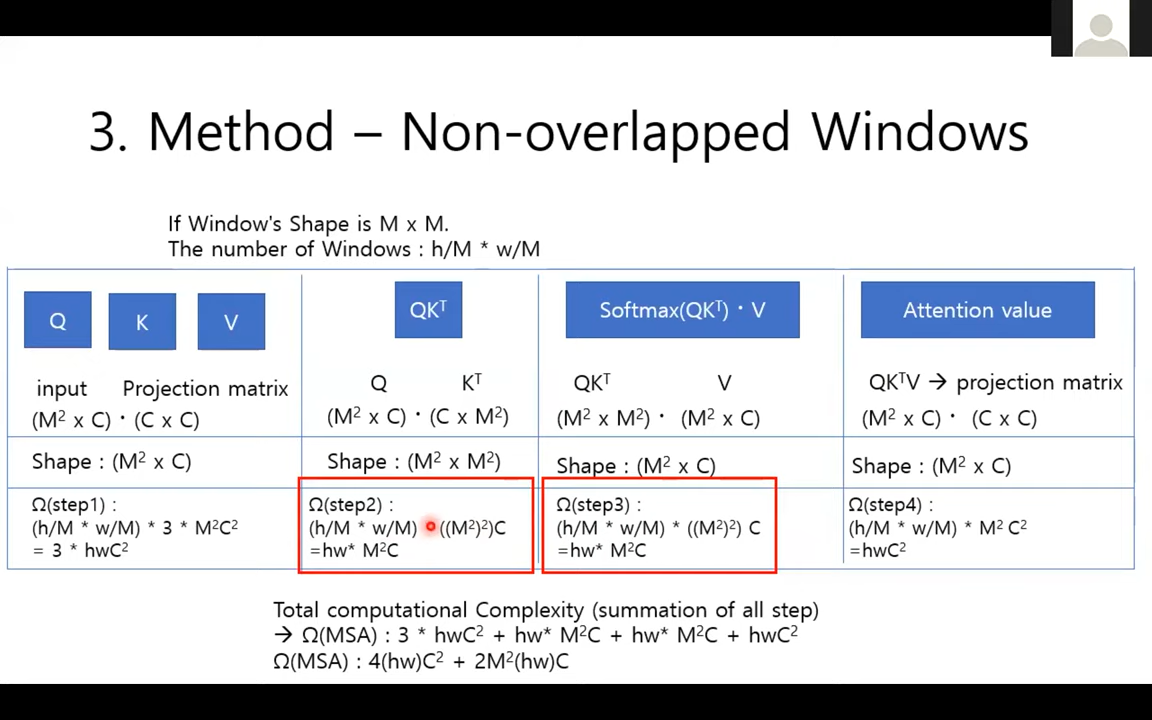 3. Method – Non-overlapped Windows
If Window's Shape is M x M.
The number of Windows : h/M * w/M
Q K V
input Projection matrix
(M² x C)・(C x C)
Shape : (M² x C)
Ω(step1) :
(h/M * w/M) * 3 * M²C²
= 3 * hwC²
QKᵀ
Q Kᵀ
(M² x C)・(C x M²)
Shape : (M² x M²)
Ω(step2) :
(h/M * w/M) ((M²)²)C
=hw* M²C
Softmax(QKᵀ)・V
QKᵀ V
(M² x M²)・ (M² x C)
Shape : (M² x C)
Ω(step3) :
(h/M * w/M) * ((M²)²) C
=hw* M²C
Attention value
QKᵀV → projection matrix
(M² x C)・ (C x C)
Shape : (M² x C)
Ω(step4) :
(h/M * w/M) * M² C²
=hwC²
Total computational Complexity (summation of all step)
→ Ω(MSA) : 3 * hwC² + hw* M²C + hw* M²C + hwC²
Ω(MSA) : 4(hw)C² + 2M²(hw)C